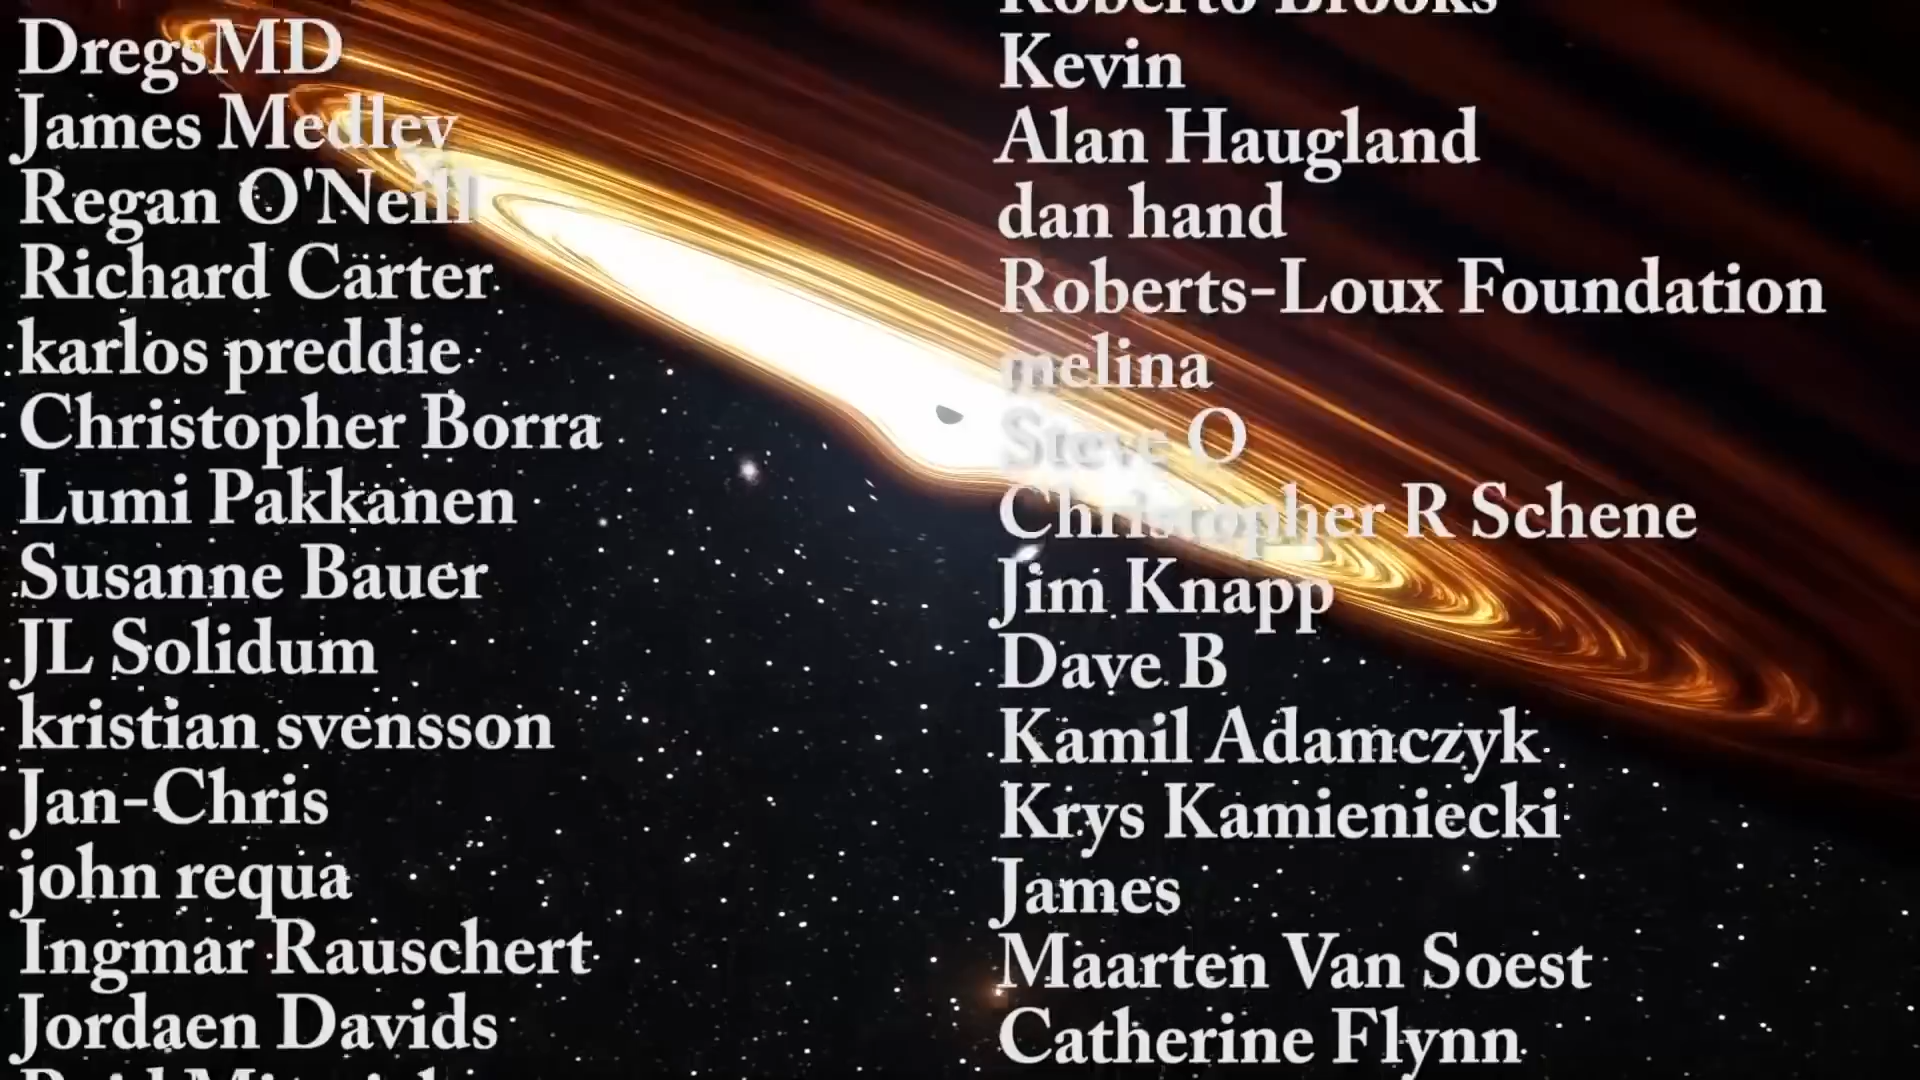 DregsMD
James Medley
Regan O'Neill
Richard Carter
karlos preddie
Christopher Borra
Lumi Pakkanen
Susanne Bauer
JL Solidum
kristian svensson
Jan-Chris
john requa
Ingmar Rauschert
Jordaen Davids
Roberto Brooks
Kevin
Alan Haugland
dan hand
Roberts-Loux Foundation
melina
Steve O
Christopher R Schene
Jim Knapp
Dave B
Kamil Adamczyk
Krys Kamieniecki
James
Maarten Van Soest
Catherine Flynn